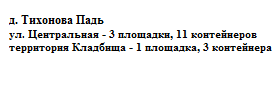 д. Тихонова Падь
ул. Центральная - 3 площадки, 11 контейнеров
территория Кладбища - 1 площадка, 3 контейнера